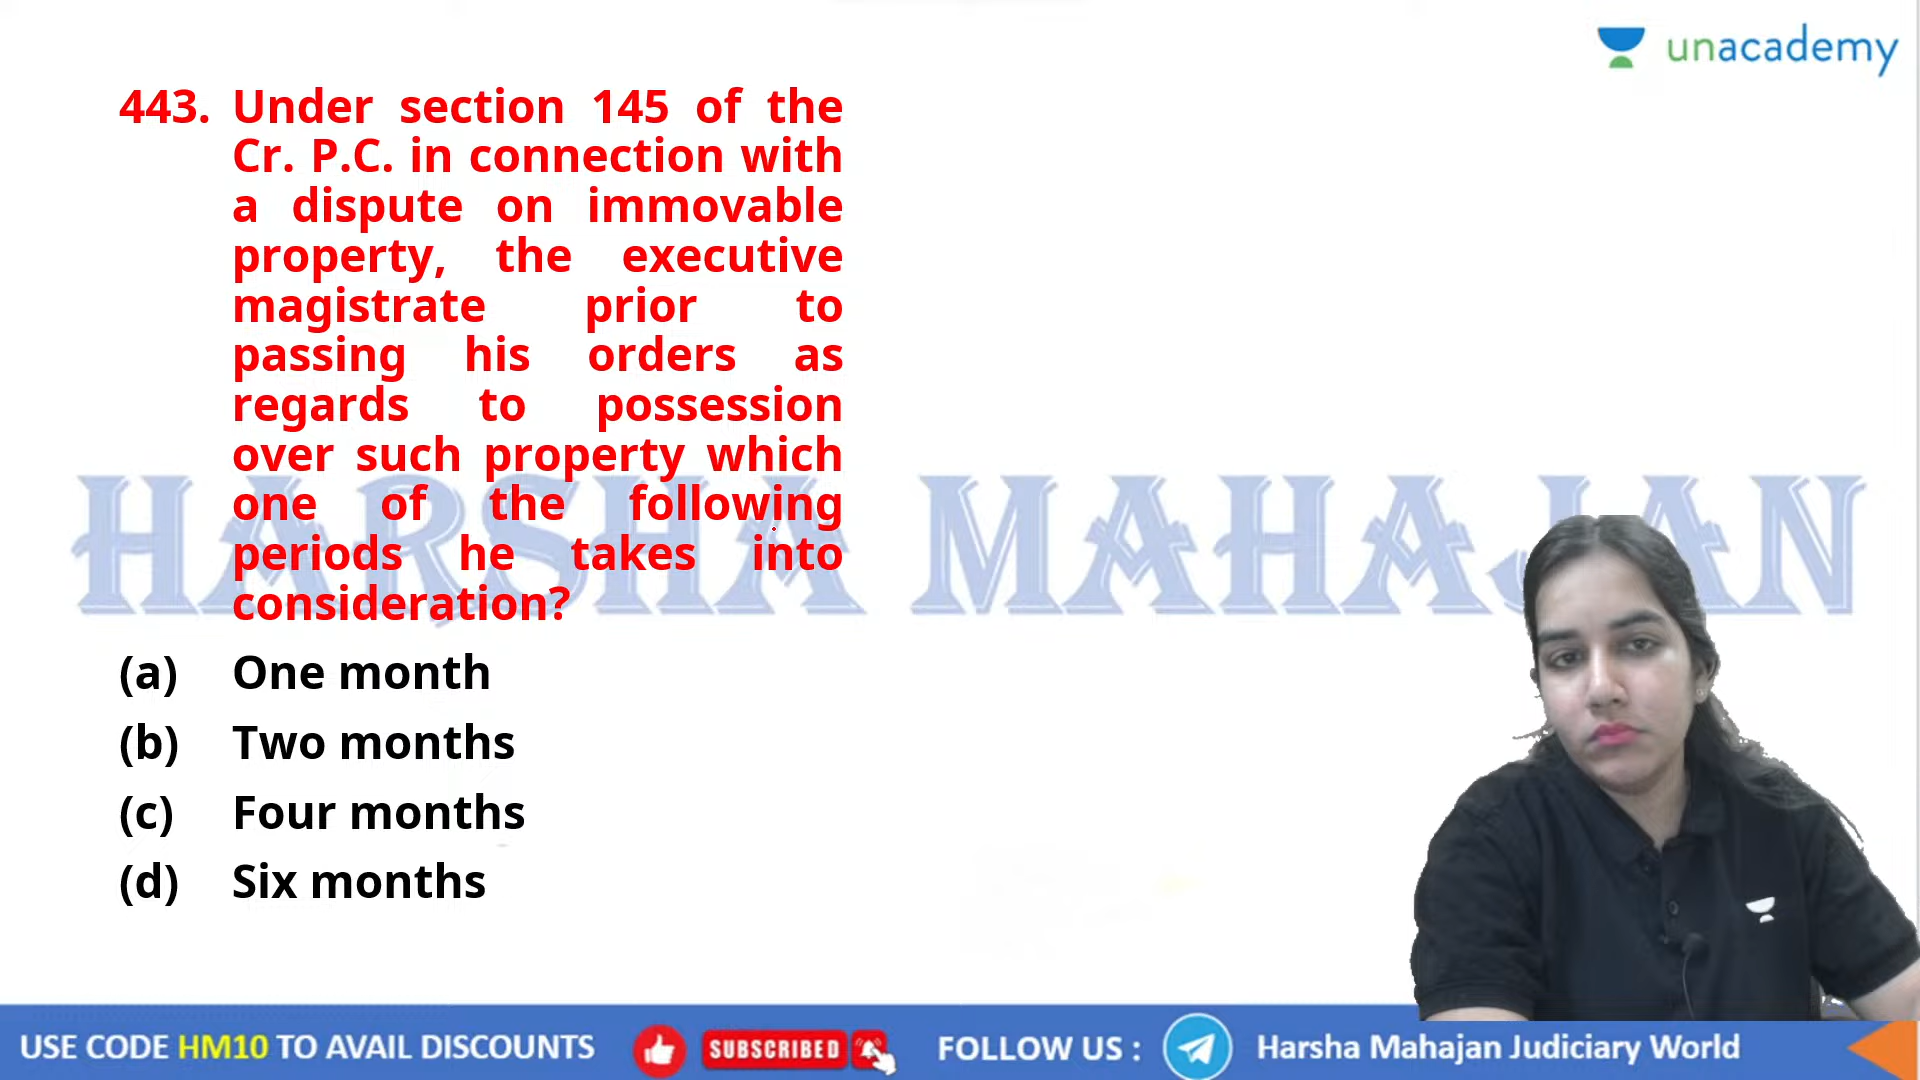 unacademy
443. Under section 145 of the
Cr. P.C. in connection with
a dispute on immovable
property, the executive
magistrate prior to
passing his orders as
regards to possession
over such property which
one of the following
periods he takes into
consideration?
HARSHA MAHAJAN
(a) One month
(b) Two months
(c) Four months
(d) Six months
USE CODE HM10 TO AVAIL DISCOUNTS SUBSCRIBED FOLLOW US : Harsha Mahajan Judiciary World